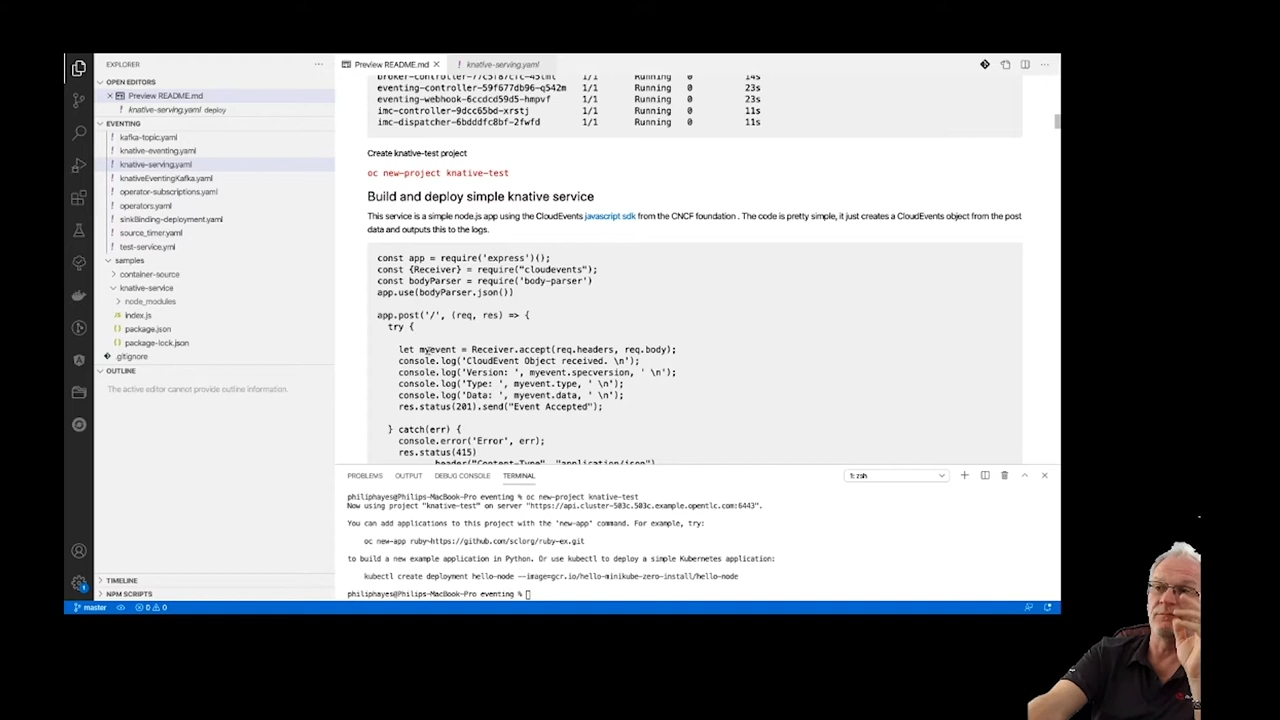 EXPLORER
OPEN EDITORS
Preview README.md
knative-serving.yaml deploy
EVENTING
kafka-topic.yaml
knative-eventing.yaml
knative-serving.yaml
knativeEventingKafka.yaml
operator-subscriptions.yaml
operators.yaml
sinkBinding-deployment.yaml
source_timer.yaml
test-service.yml
samples
container-source
knative-service
node_modules
index.js
package.json
package-lock.json
.gitignore
OUTLINE
The active editor cannot provide outline information.
TIMELINE
NPM SCRIPTS
Preview README.md
knative-serving.yaml
1/1 Running 0 14s
eventing-controller-59f677db96-q542m 1/1 Running 0 23s
eventing-webhook-6ccdcd59d5-hmpvf 1/1 Running 0 23s
imc-controller-9dcc65bd-xrstj 1/1 Running 0 11s
imc-dispatcher-6bdddfc8bf-2fwfd 1/1 Running 0 11s
Create knative-test project
oc new-project knative-test
Build and deploy simple knative service
This service is a simple node.js app using the CloudEvents javascript sdk from the CNCF foundation . The code is pretty simple, it just creates a CloudEvents object from the post
data and outputs this to the logs.
const app = require('express')();
const {Receiver} = require("cloudevents");
const bodyParser = require('body-parser')
app.use(bodyParser.json())
app.post('/', (req, res) => {
try {
let myevent = Receiver.accept(req.headers, req.body);
console.log('CloudEvent Object received. \n');
console.log('Version: ', myevent.specversion, ' \n');
console.log('Type: ', myevent.type, ' \n');
console.log('Data: ', myevent.data, ' \n');
res.status(201).send("Event Accepted");
} catch(err) {
console.error('Error', err);
res.status(415)
.header("Content-Type", "application/json")
PROBLEMS OUTPUT DEBUG CONSOLE TERMINAL
1: zsh
philiphayes@Philips-MacBook-Pro eventing % oc new-project knative-test
Now using project "knative-test" on server "https://api.cluster-503c.503c.example.opentlc.com:6443".
You can add applications to this project with the 'new-app' command. For example, try:
oc new-app ruby~https://github.com/sclorg/ruby-ex.git
to build a new example application in Python. Or use kubectl to deploy a simple Kubernetes application:
kubectl create deployment hello-node --image=gcr.io/hello-minikube-zero-install/hello-node
philiphayes@Philips-MacBook-Pro eventing %
master
0 0